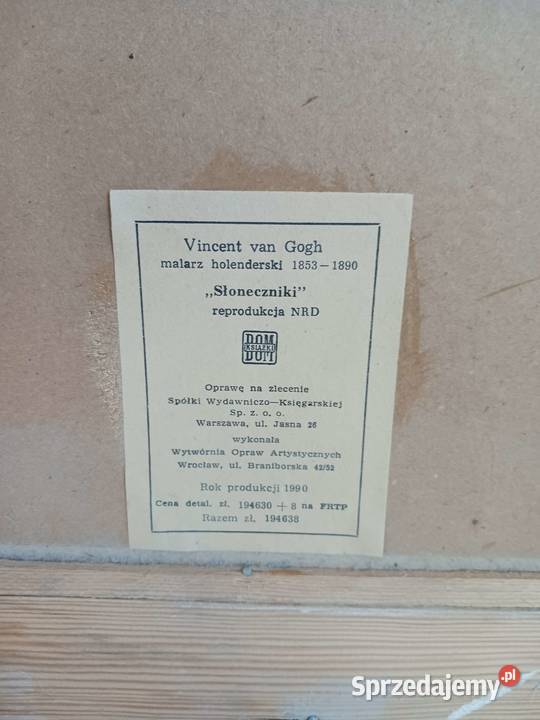 Vincent van Gogh
malarz holenderski 1853—1890
„Słoneczniki”
reprodukcja NRD
DOM
KSIĄŻKI
DOM
Oprawę na zlecenie
Spółki Wydawniczo—Księgarskiej
Sp. z. o. o.
Warszawa, ul. Jasna 26
wykonała
Wytwórnia Opraw Artystycznych
Wrocław, ul. Braniborska 42/52
Rok produkcji 1990
Cena detal. zł. 194630 + 8 na FRTP
Razem zł. 194638
Sprzedajemy.pl